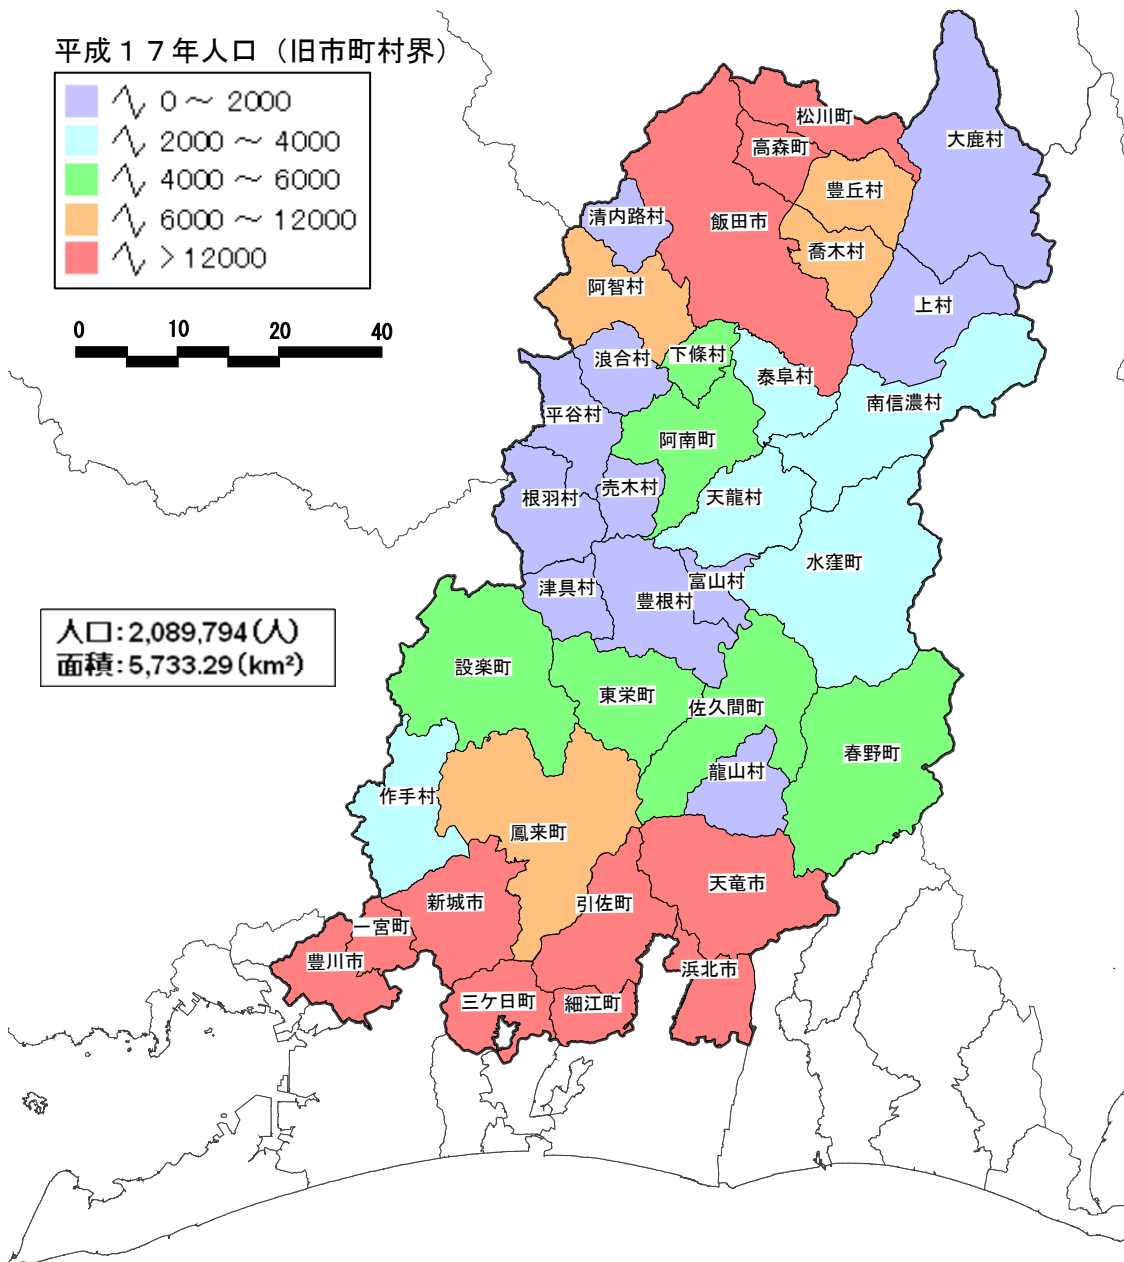 平成１７年人口（旧市町村界）
0～2000
2000～4000
4000～6000
6000～12000
>12000
0 10 20 40
松川町
大鹿村
高森町
豊丘村
清内路村
飯田市
喬木村
阿智村
上村
浪合村
下條村
泰阜村
南信濃村
平谷村
阿南町
売木村
根羽村
天龍村
水窪町
富山村
津具村
豊根村
人口：2,089,794(人)
面積：5,733.29(km²)
設楽町
東栄町
佐久間町
春野町
龍山村
作手村
鳳来町
天竜市
新城市
引佐町
一宮町
豊川市
浜北市
三ケ日町
細江町